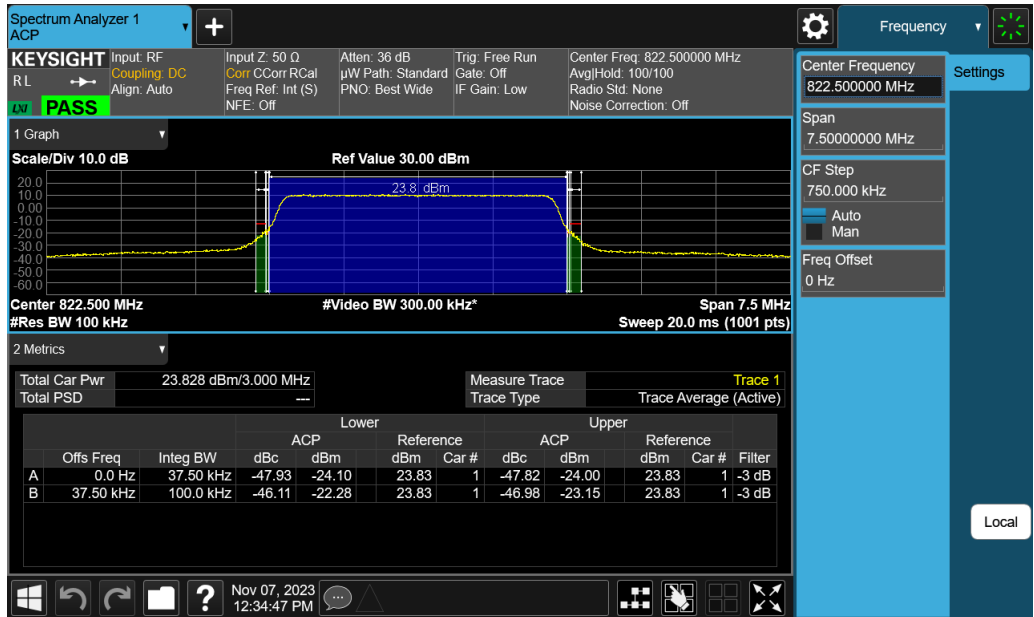 Spectrum Analyzer 1
ACP
+
Frequency
KEYSIGHT
R L
LXI
PASS
Input: RF
Coupling: DC
Align: Auto
Input Z: 50 Ω
Corr CCorr RCal
Freq Ref: Int (S)
NFE: Off
Atten: 36 dB
µW Path: Standard
PNO: Best Wide
Trig: Free Run
Gate: Off
IF Gain: Low
Center Freq: 822.500000 MHz
Avg|Hold: 100/100
Radio Std: None
Noise Correction: Off
Center Frequency
822.500000 MHz
Settings
Span
7.50000000 MHz
CF Step
750.000 kHz
Auto
Man
Freq Offset
0 Hz
Local
1 Graph
Scale/Div 10.0 dB
Ref Value 30.00 dBm
23.8 dBm
20.0
10.0
0.00
-10.0
-20.0
-30.0
-40.0
-50.0
-60.0
Center 822.500 MHz
#Video BW 300.00 kHz*
Span 7.5 MHz
#Res BW 100 kHz
Sweep 20.0 ms (1001 pts)
2 Metrics
Total Car Pwr 23.828 dBm/3.000 MHz
Total PSD ---
Measure Trace Trace 1
Trace Type Trace Average (Active)
Lower Upper
ACP Reference ACP Reference
Offs Freq Integ BW dBc dBm dBm Car # dBc dBm dBm Car # Filter
A 0.0 Hz 37.50 kHz -47.93 -24.10 23.83 1 -47.82 -24.00 23.83 1 -3 dB
B 37.50 kHz 100.0 kHz -46.11 -22.28 23.83 1 -46.98 -23.15 23.83 1 -3 dB
?
Nov 07, 2023
12:34:47 PM